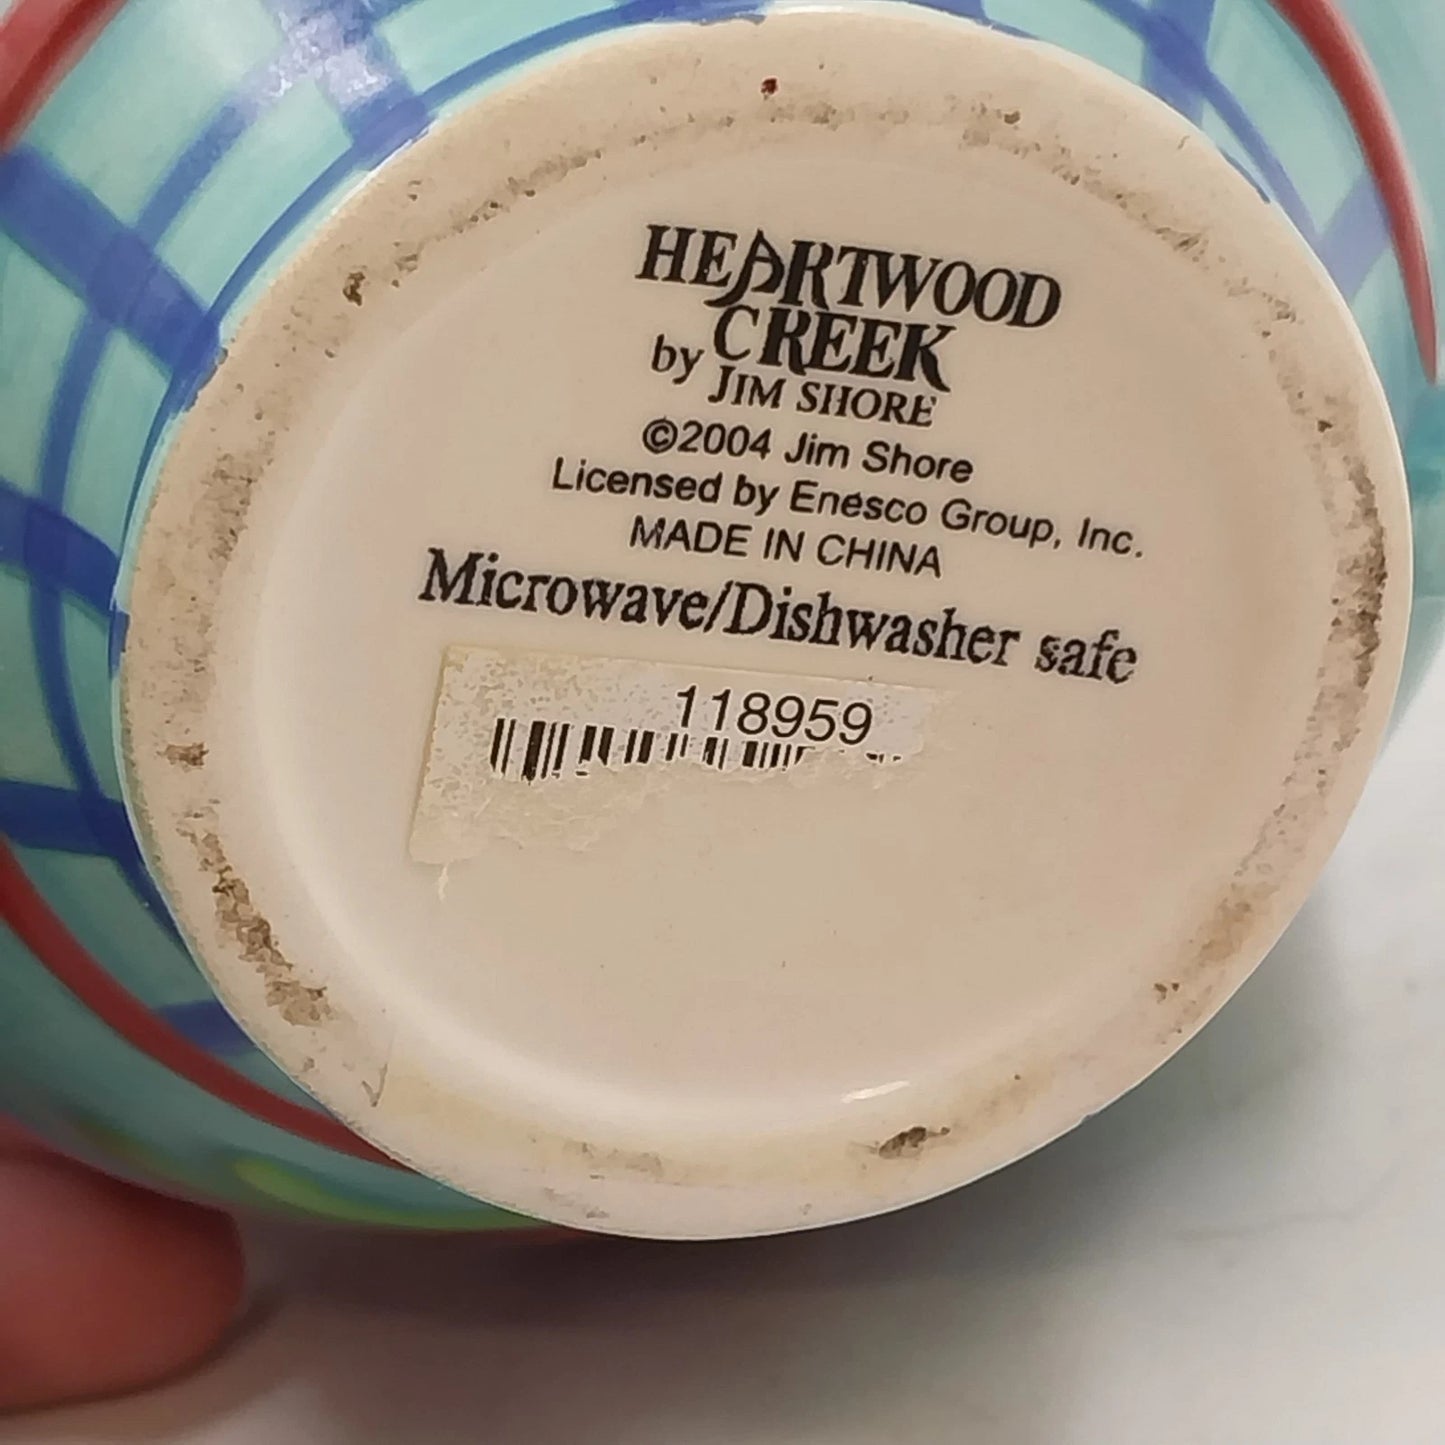 HEARTWOOD
CREEK
by JIM SHORE
©2004 Jim Shore
Licensed by Enesco Group, Inc.
MADE IN CHINA
Microwave/Dishwasher safe
118959